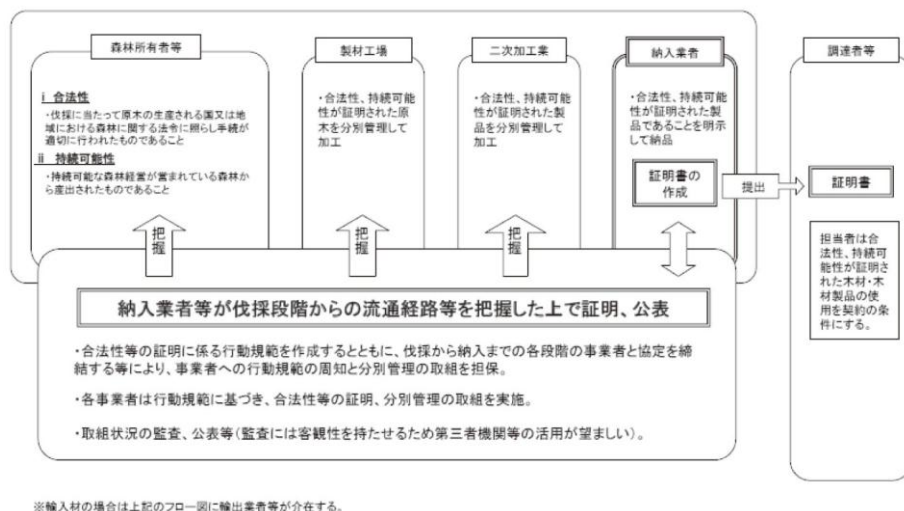 森林所有者等
ⅰ 合法性
・伐採に当たって原木の生産される国又は地
域における森林に関する法令に照らし手続が
適切に行われたものであること
ⅱ 持続可能性
・持続可能な森林経営が営まれている森林か
ら産出されたものであること
製材工場
・合法性、持続可能
性が証明された原
木を分別管理して
加工
二次加工業
・合法性、持続可能
性が証明された製
品を分別管理して
加工
納入業者
・合法性、持続可能
性が証明された製
品であることを明示
して納品
証明書の
作成
提出
調達者等
証明書
担当者は合
法性、持続可
能性が証明さ
れた木材・木
材製品の使
用を契約の条
件にする。
把握
把握
把握
納入業者等が伐採段階からの流通経路等を把握した上で証明、公表
・合法性等の証明に係る行動規範を作成するとともに、伐採から納入までの各段階の事業者と協定を締
結する等により、事業者への行動規範の周知と分別管理の取組を担保。
・各事業者は行動規範に基づき、合法性等の証明、分別管理の取組を実施。
・取組状況の監査、公表等(監査には客観性を持たせるため第三者機関等の活用が望ましい)。
※輸入材の場合は上記のフロー図に輸出業者等が介在する。